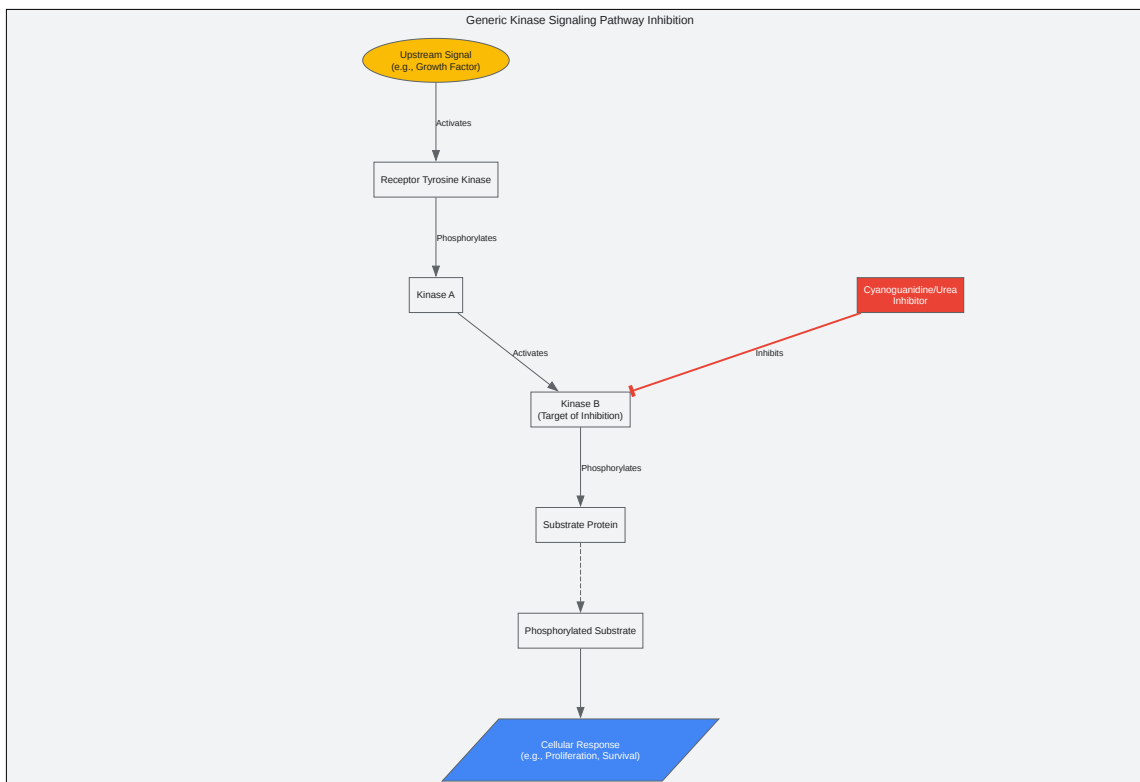 Generic Kinase Signaling Pathway Inhibition
Upstream Signal
(e.g., Growth Factor)
Activates
Receptor Tyrosine Kinase
Phosphorylates
Kinase A
Cyanoguanidine/Urea
Inhibitor
Activates
Inhibits
Kinase B
(Target of Inhibition)
Phosphorylates
Substrate Protein
Phosphorylated Substrate
Cellular Response
(e.g., Proliferation, Survival)